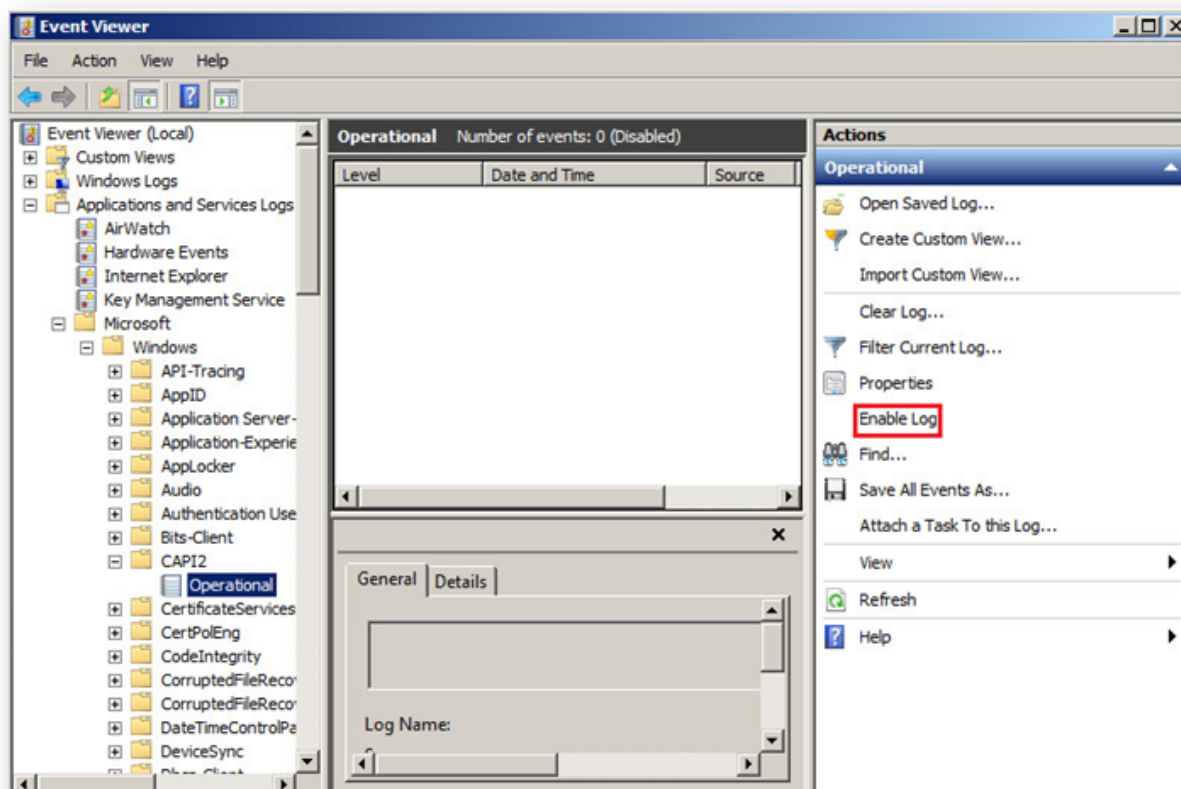 Event Viewer
File Action View Help
Event Viewer (Local)
Custom Views
Windows Logs
Applications and Services Logs
AirWatch
Hardware Events
Internet Explorer
Key Management Service
Microsoft
Windows
API-Tracing
AppID
Application Server-
Application-Experie
AppLocker
Audio
Authentication Use
Bits-Client
CAPI2
Operational
CertificateServices
CertPolEng
CodeIntegrity
CorruptedFileReco
CorruptedFileReco
DateTimeControlPa
DeviceSync
Operational Number of events: 0 (Disabled)
Level Date and Time Source
General Details
Log Name:
Actions
Operational
Open Saved Log...
Create Custom View...
Import Custom View...
Clear Log...
Filter Current Log...
Properties
Enable Log
Find...
Save All Events As...
Attach a Task To this Log...
View
Refresh
Help